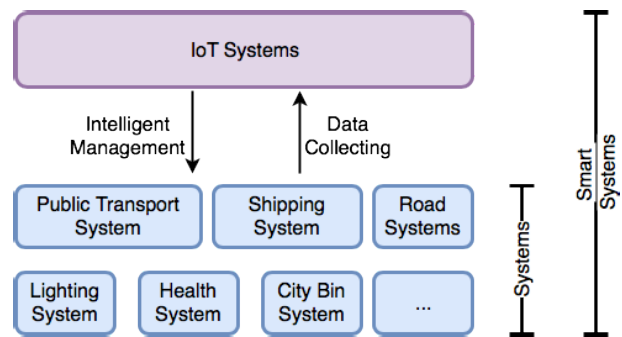 IoT Systems
Intelligent
Management
Data
Collecting
Public Transport
System
Shipping
System
Road
Systems
Lighting
System
Health
System
City Bin
System
...
Systems
Smart
Systems